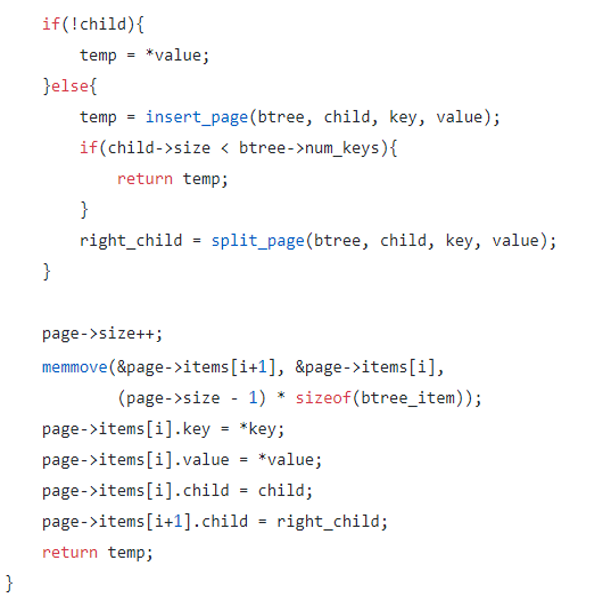 if(!child){
temp = *value;
}else{
temp = insert_page(btree, child, key, value);
if(child->size < btree->num_keys){
return temp;
}
right_child = split_page(btree, child, key, value);
}
page->size++;
memmove(&page->items[i+1], &page->items[i],
(page->size - 1) * sizeof(btree_item));
page->items[i].key = *key;
page->items[i].value = *value;
page->items[i].child = child;
page->items[i+1].child = right_child;
return temp;
}